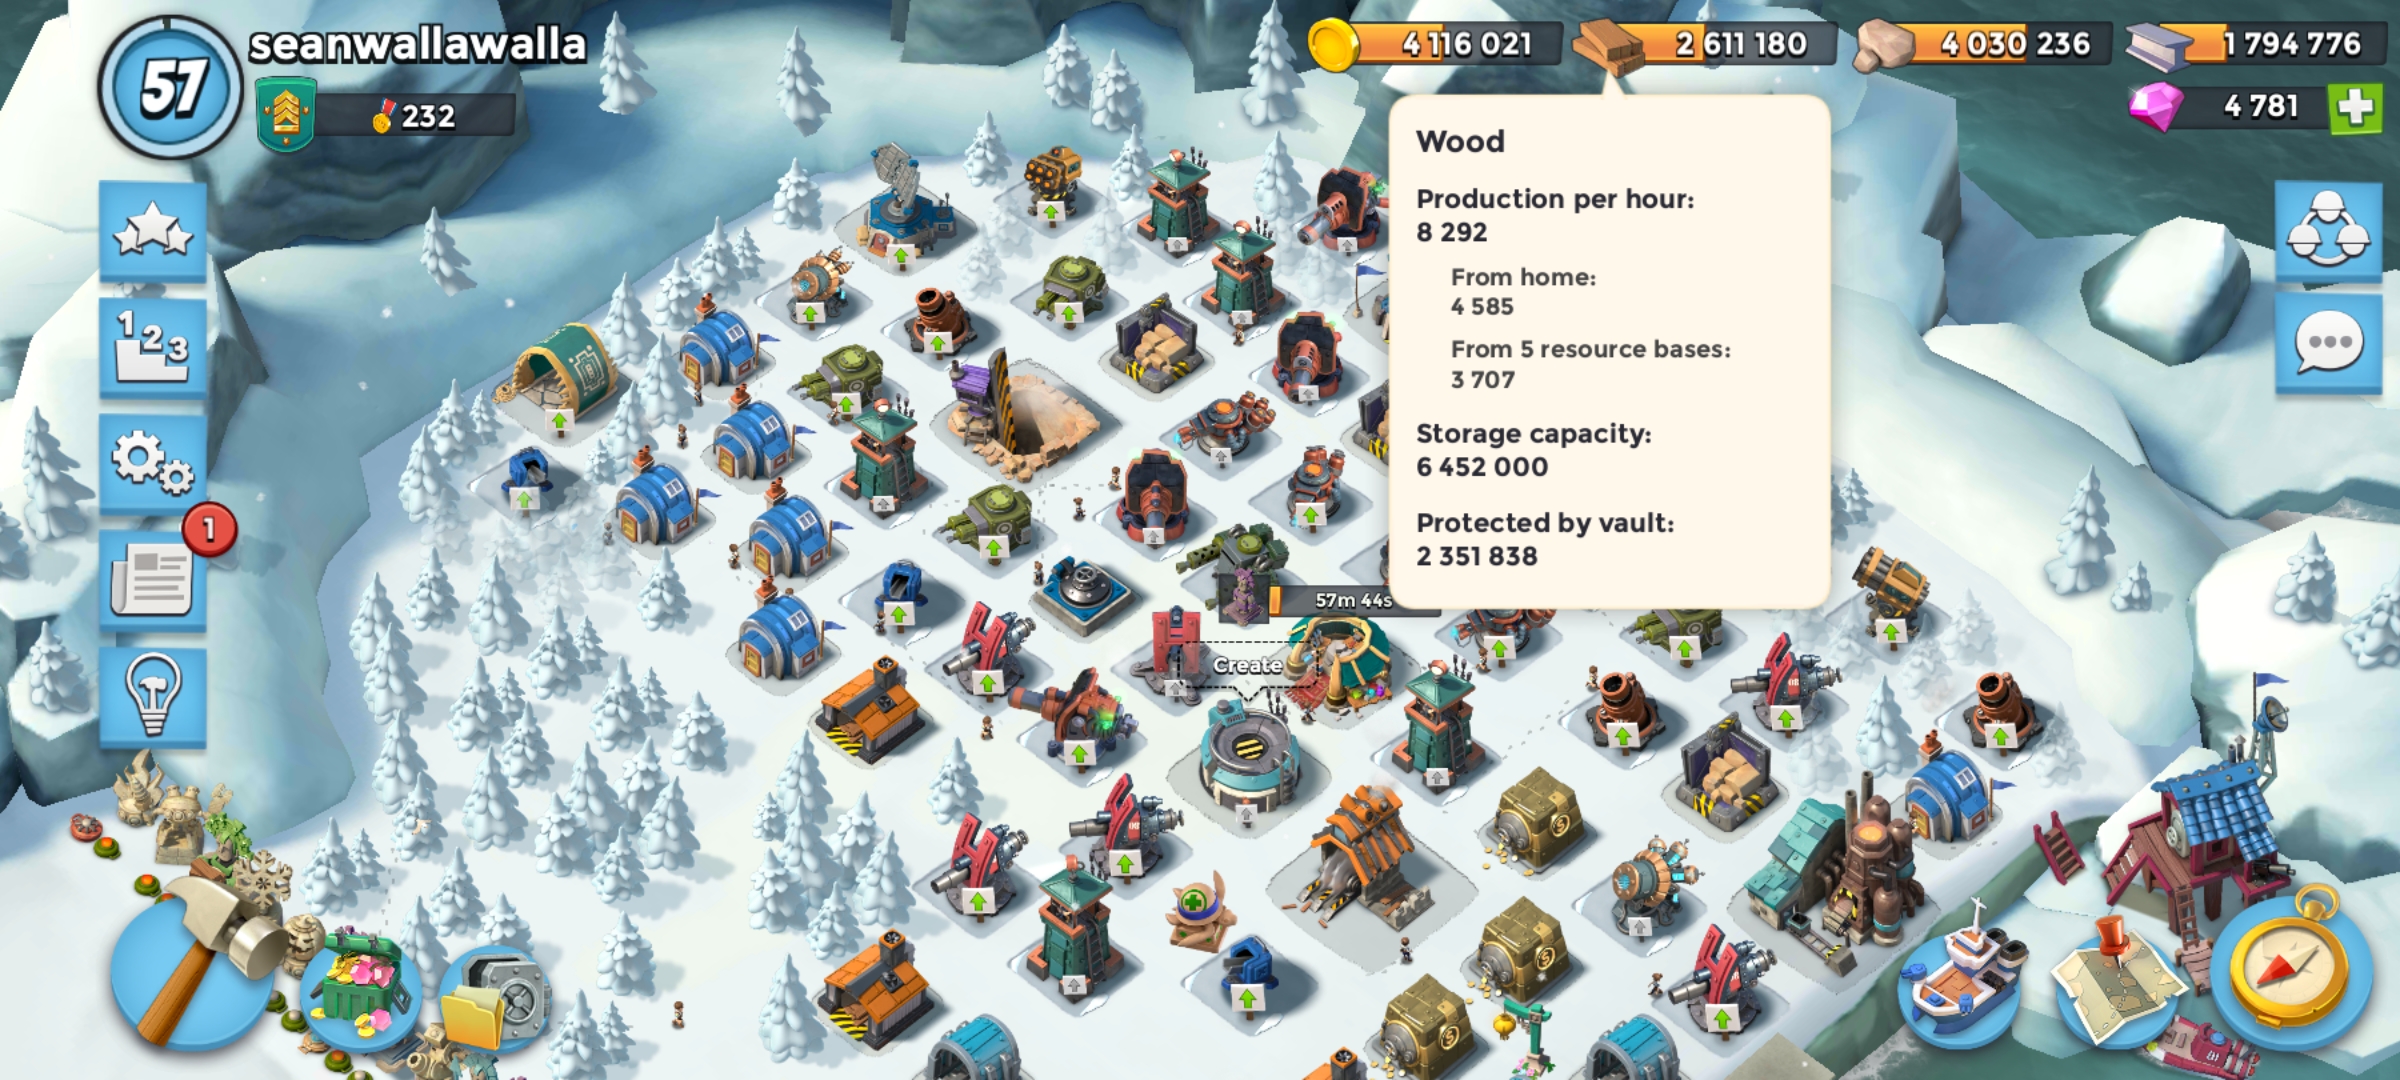 57
seanwallawalla
232
4 116 021
2 611 180
4 030 236
1 794 776
4 781
Wood
Production per hour:
8 292
From home:
4 585
From 5 resource bases:
3 707
Storage capacity:
6 452 000
Protected by vault:
2 351 838
123
1
57m 44s
Create